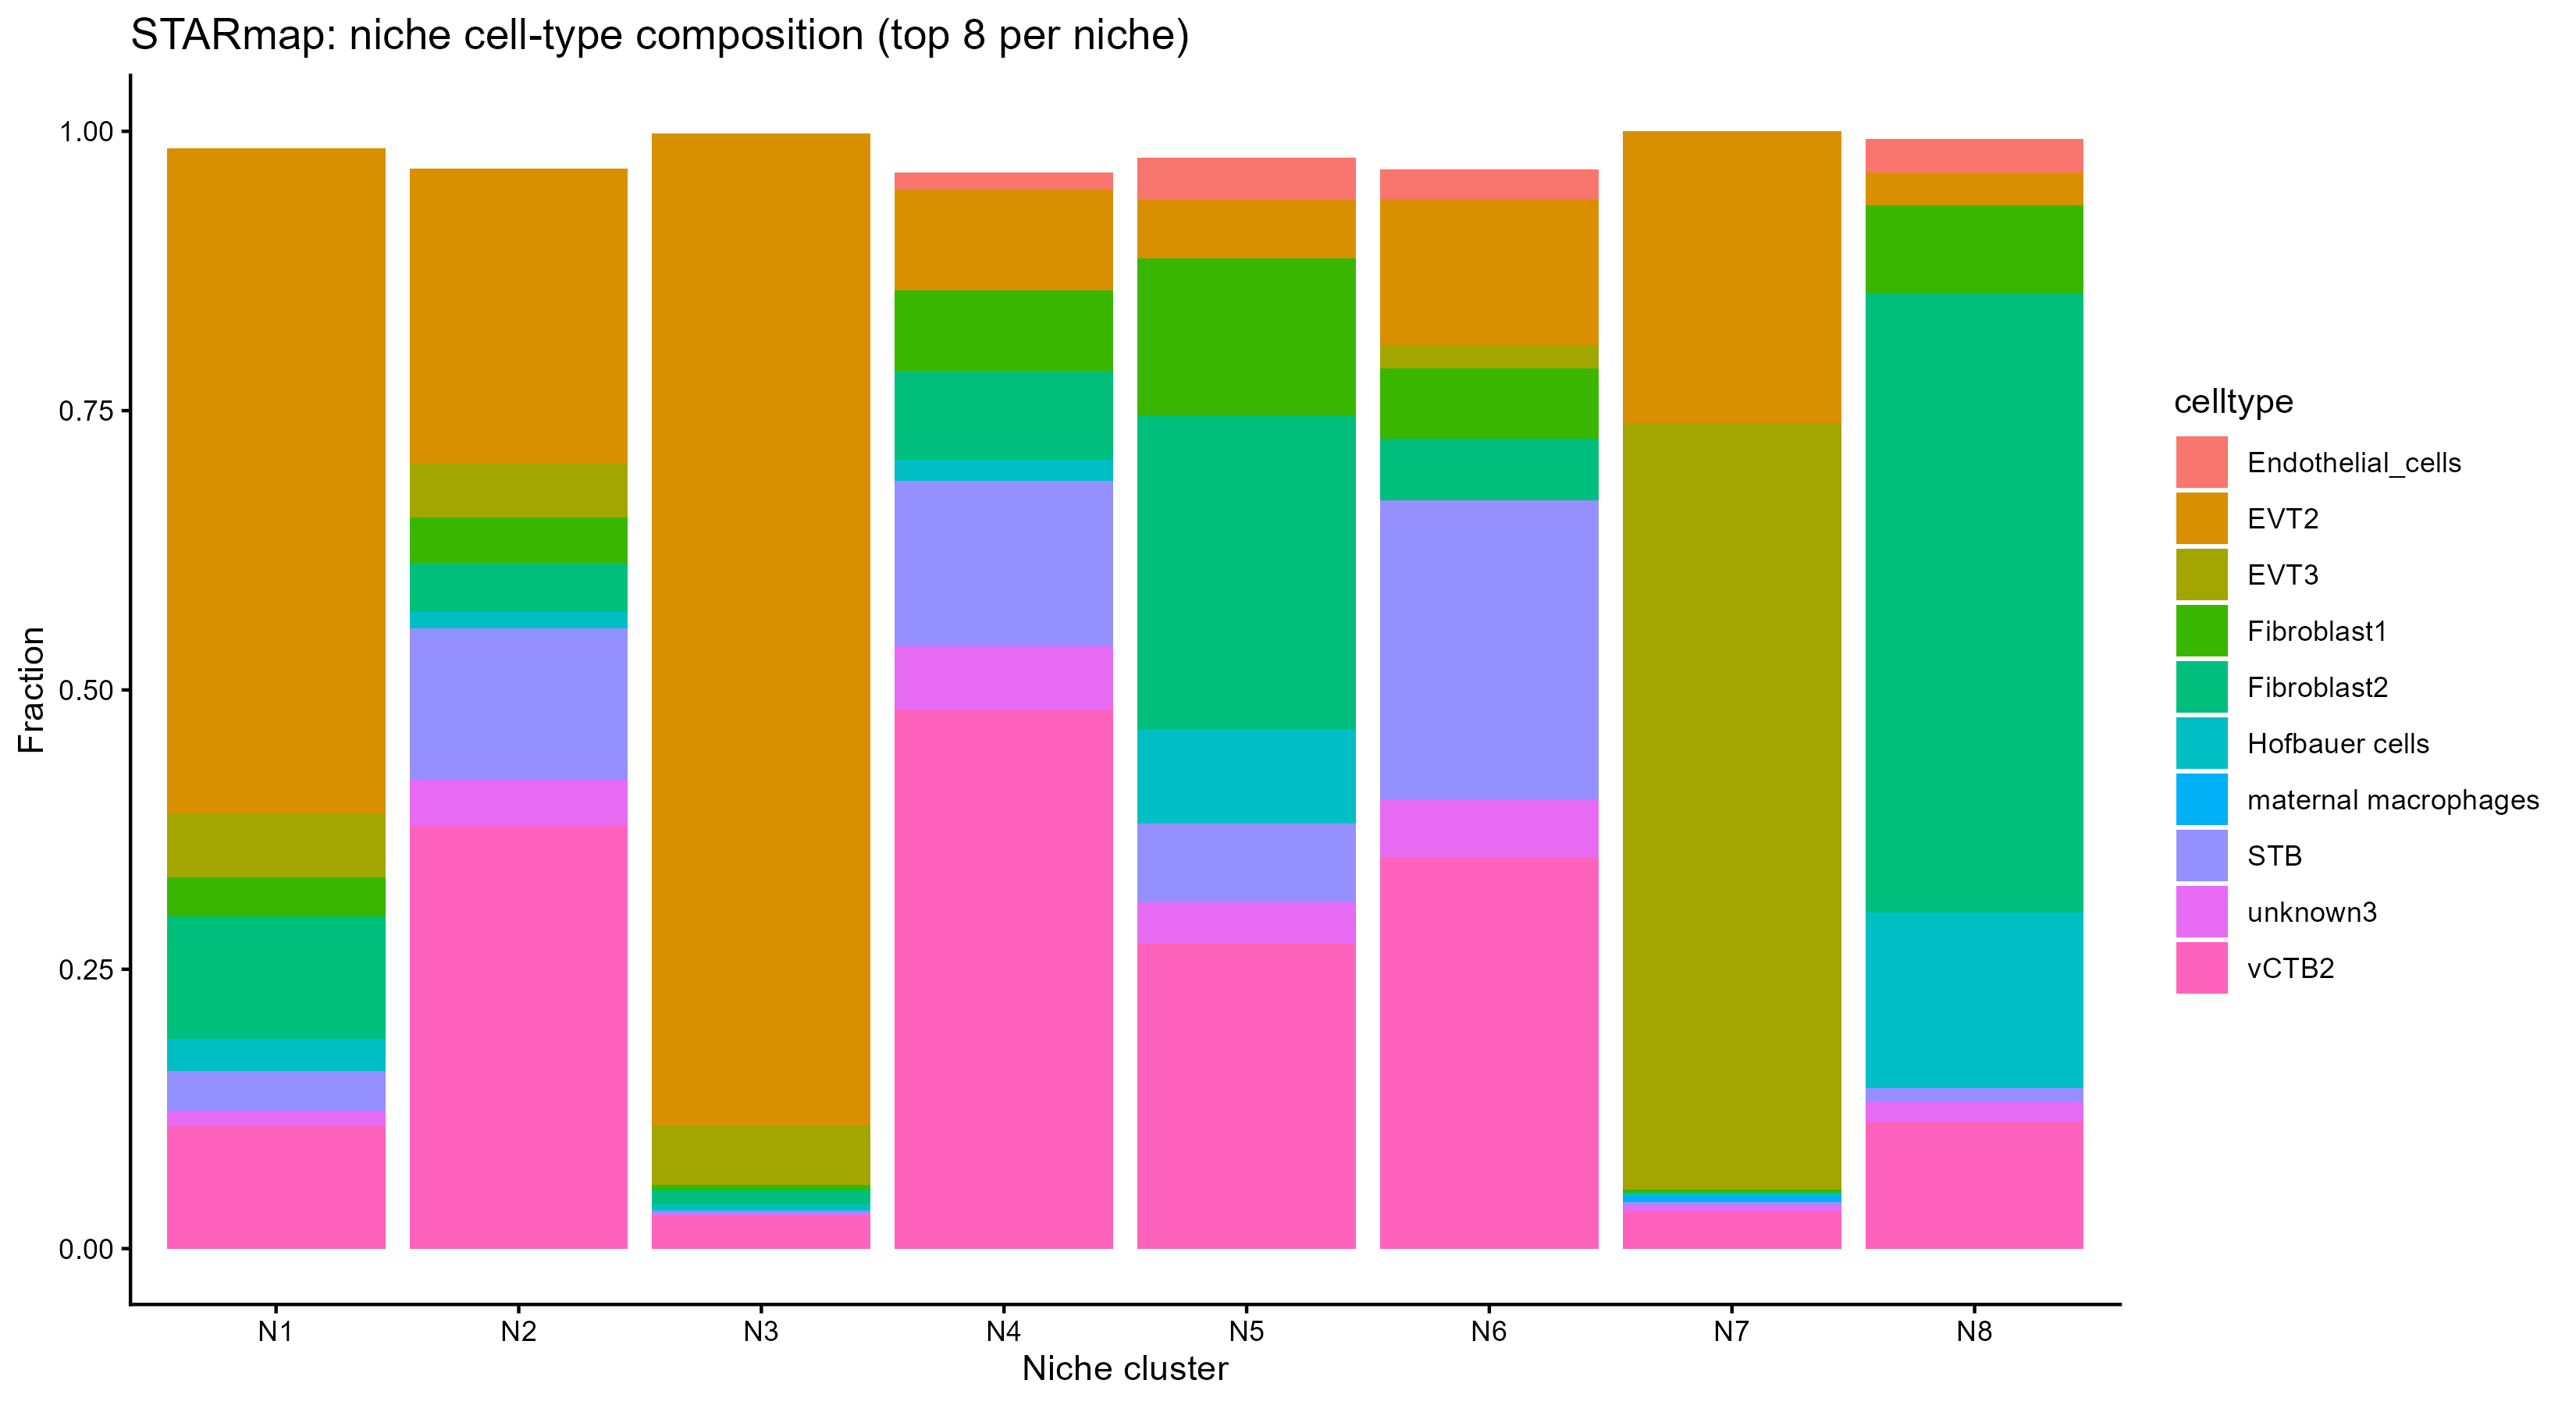 STARmap: niche cell-type composition (top 8 per niche)
1.00
0.75
0.50
0.25
0.00
Fraction
N1 N2 N3 N4 N5 N6 N7 N8
Niche cluster
celltype
Endothelial_cells
EVT2
EVT3
Fibroblast1
Fibroblast2
Hofbauer cells
maternal macrophages
STB
unknown3
vCTB2